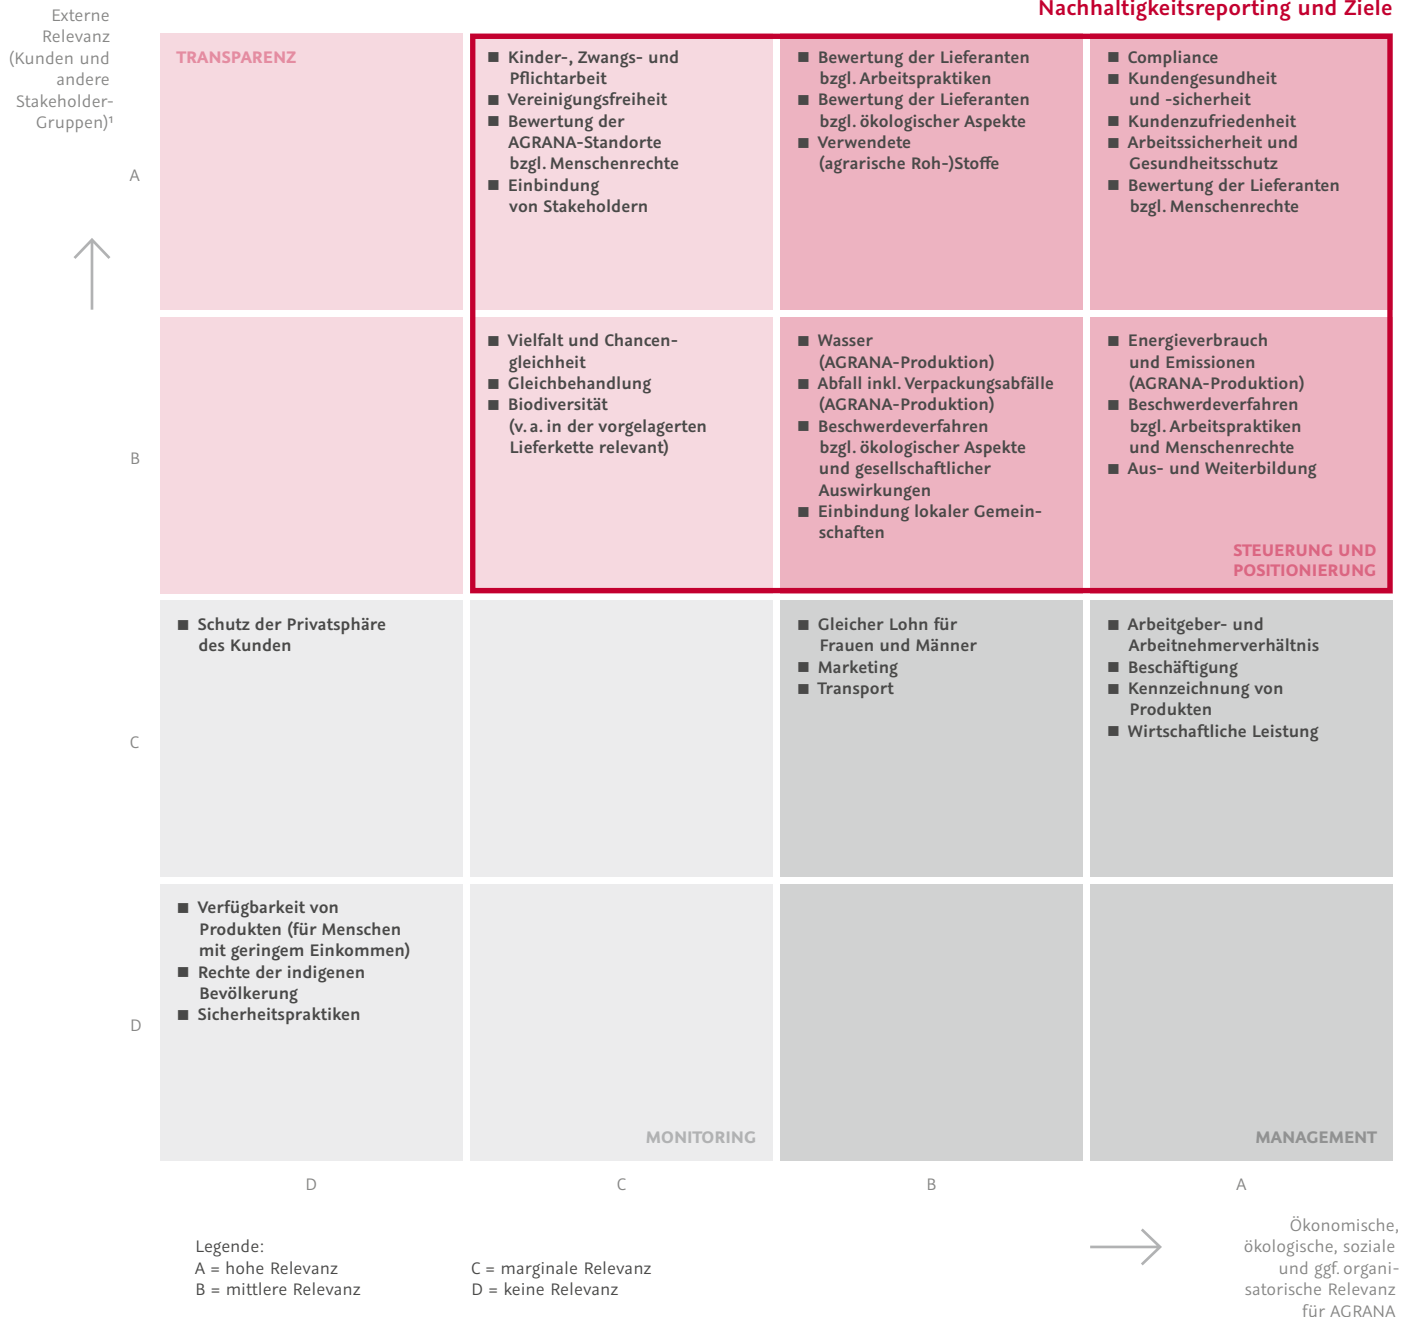 Nachhaltigkeitsreporting und Ziele
Externe
Relevanz
(Kunden und
andere
Stakeholder-
Gruppen)¹
A
TRANSPARENZ
■ Kinder-, Zwangs- und
Pflichtarbeit
■ Vereinigungsfreiheit
■ Bewertung der
AGRANA-Standorte
bzgl. Menschenrechte
■ Einbindung
von Stakeholdern
■ Bewertung der Lieferanten
bzgl. Arbeitspraktiken
■ Bewertung der Lieferanten
bzgl. ökologischer Aspekte
■ Verwendete
(agrarische Roh-)Stoffe
■ Compliance
■ Kundengesundheit
und -sicherheit
■ Kundenzufriedenheit
■ Arbeitssicherheit und
Gesundheitsschutz
■ Bewertung der Lieferanten
bzgl. Menschenrechte
B
■ Vielfalt und Chancen-
gleichheit
■ Gleichbehandlung
■ Biodiversität
(v. a. in der vorgelagerten
Lieferkette relevant)
■ Wasser
(AGRANA-Produktion)
■ Abfall inkl. Verpackungsabfälle
(AGRANA-Produktion)
■ Beschwerdeverfahren
bzgl. ökologischer Aspekte
und gesellschaftlicher
Auswirkungen
■ Einbindung lokaler Gemein-
schaften
■ Energieverbrauch
und Emissionen
(AGRANA-Produktion)
■ Beschwerdeverfahren
bzgl. Arbeitspraktiken
und Menschenrechte
■ Aus- und Weiterbildung
STEUERUNG UND
POSITIONIERUNG
C
■ Schutz der Privatsphäre
des Kunden
■ Gleicher Lohn für
Frauen und Männer
■ Marketing
■ Transport
■ Arbeitgeber- und
Arbeitnehmerverhältnis
■ Beschäftigung
■ Kennzeichnung von
Produkten
■ Wirtschaftliche Leistung
D
■ Verfügbarkeit von
Produkten (für Menschen
mit geringem Einkommen)
■ Rechte der indigenen
Bevölkerung
■ Sicherheitspraktiken
MONITORING
MANAGEMENT
D
C
B
A
Legende:
A = hohe Relevanz
B = mittlere Relevanz
C = marginale Relevanz
D = keine Relevanz
Ökonomische,
ökologische, soziale
und ggf. organi-
satorische Relevanz
für AGRANA